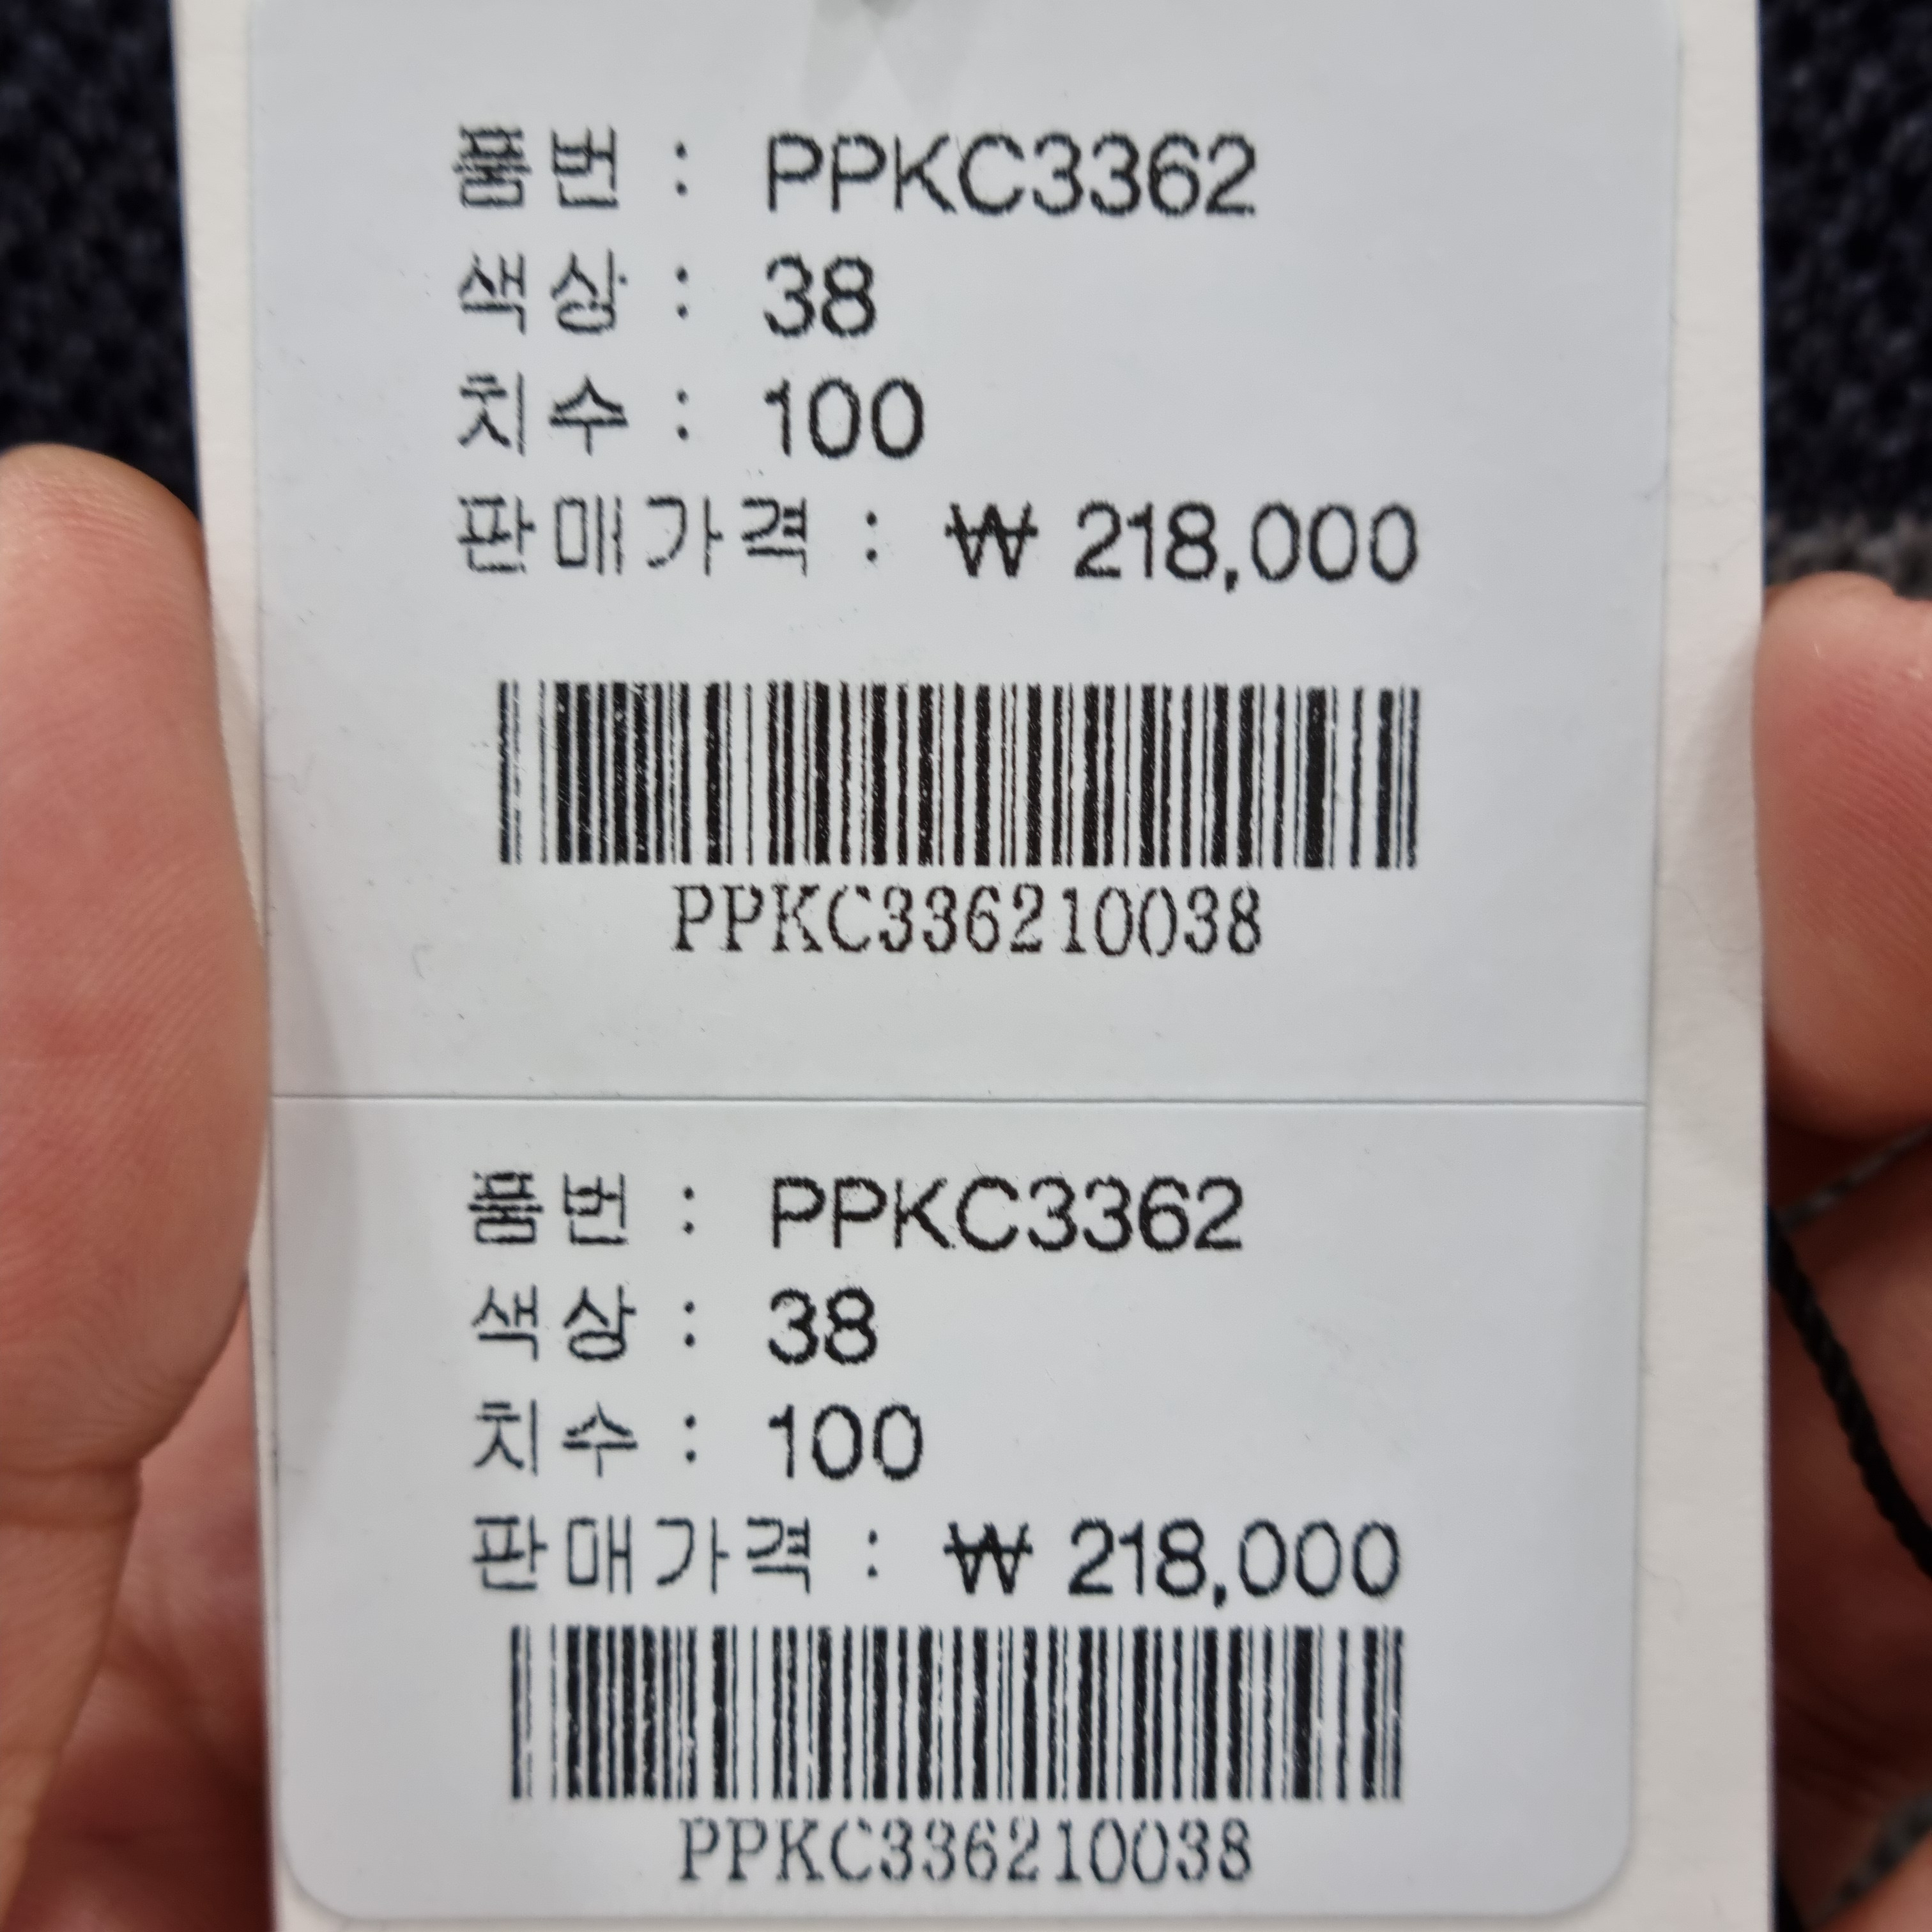 품번 : PPKC3362
색상 : 38
치수 : 100
판매가격 : ₩ 218,000
PPKC336210038
품번 : PPKC3362
색상 : 38
치수 : 100
판매가격 : ₩ 218,000
PPKC336210038